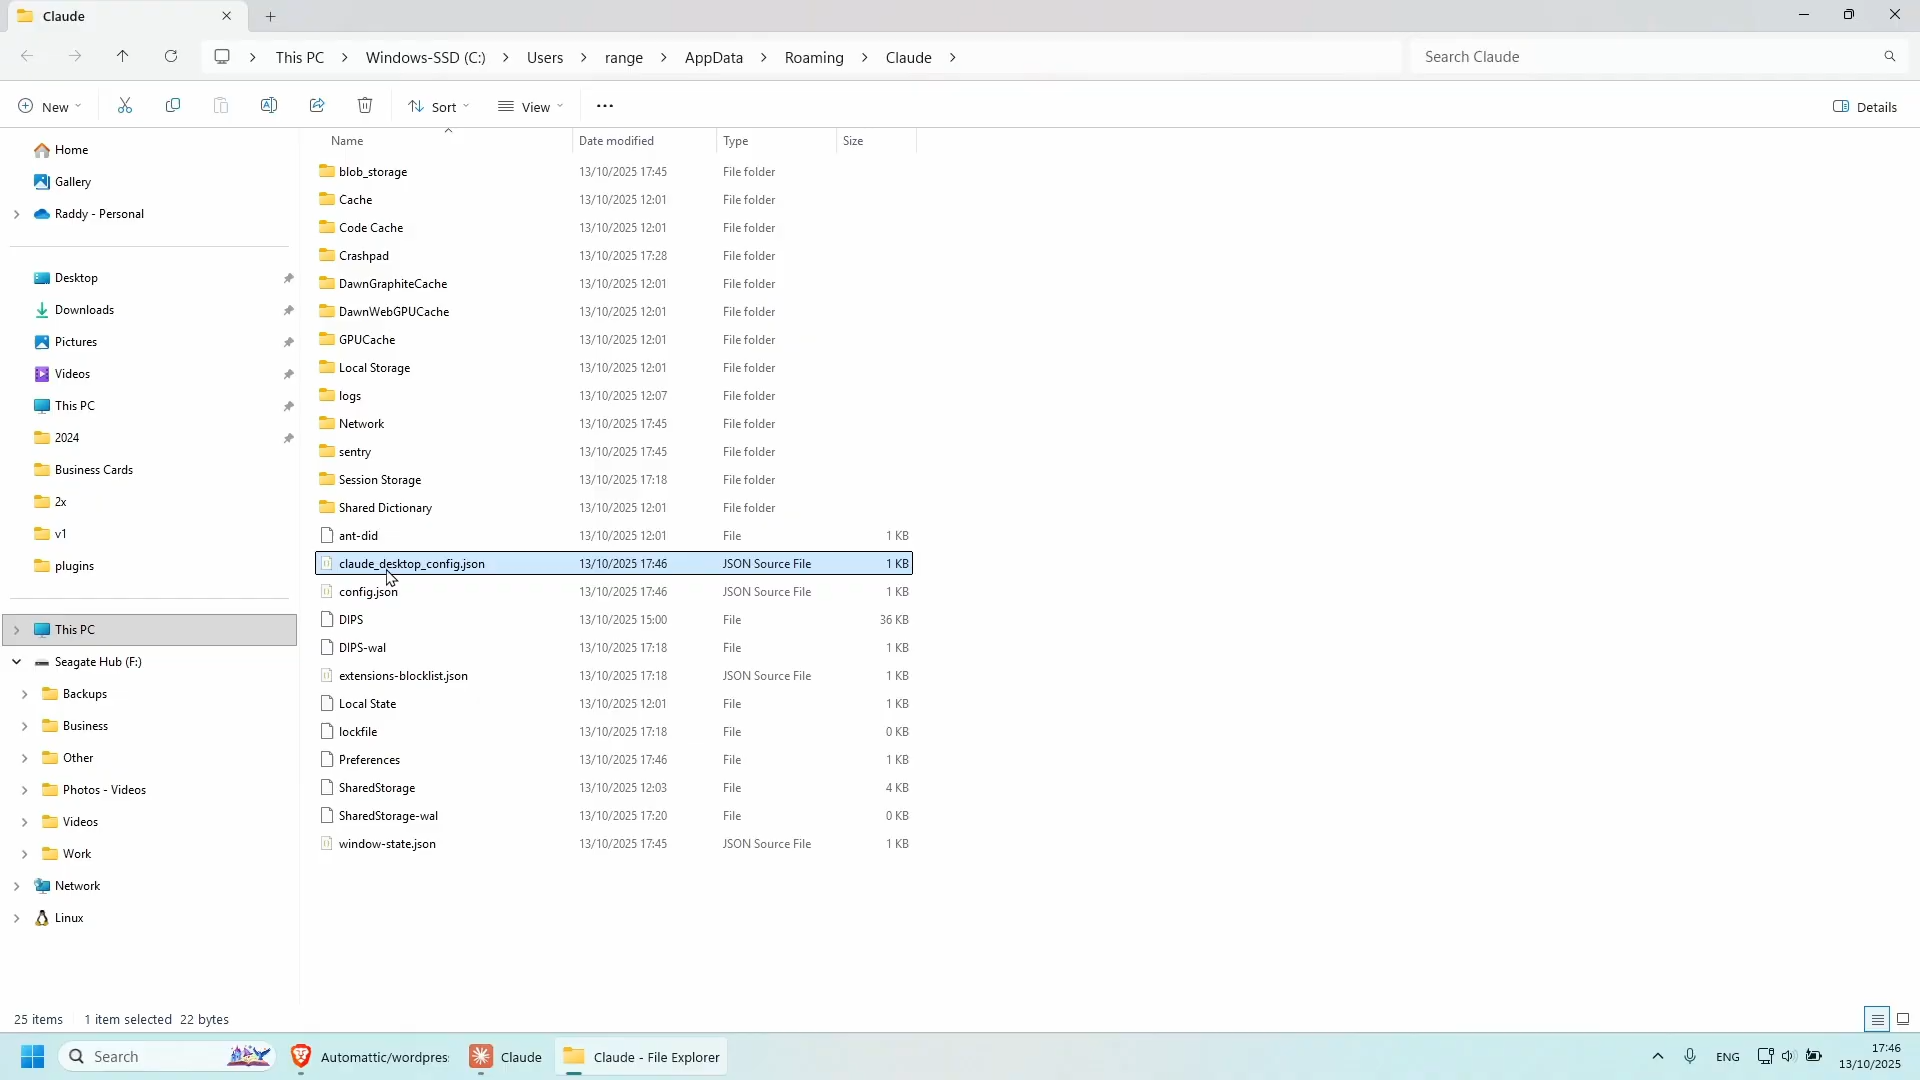 Claude
This PC > Windows-SSD (C:) > Users > range > AppData > Roaming > Claude >
Search Claude
New
Sort
View
Details
Name Date modified Type Size
Home
Gallery
Raddy - Personal
Desktop
Downloads
Pictures
Videos
This PC
2024
Business Cards
2x
v1
plugins
This PC
Seagate Hub (F:)
Backups
Business
Other
Photos - Videos
Videos
Work
Network
Linux
blob_storage 13/10/2025 17:45 File folder
Cache 13/10/2025 12:01 File folder
Code Cache 13/10/2025 12:01 File folder
Crashpad 13/10/2025 17:28 File folder
DawnGraphiteCache 13/10/2025 12:01 File folder
DawnWebGPUCache 13/10/2025 12:01 File folder
GPUCache 13/10/2025 12:01 File folder
Local Storage 13/10/2025 12:01 File folder
logs 13/10/2025 12:07 File folder
Network 13/10/2025 17:45 File folder
sentry 13/10/2025 17:45 File folder
Session Storage 13/10/2025 17:18 File folder
Shared Dictionary 13/10/2025 12:01 File folder
ant-did 13/10/2025 12:01 File 1 KB
claude_desktop_config.json 13/10/2025 17:46 JSON Source File 1 KB
config.json 13/10/2025 17:46 JSON Source File 1 KB
DIPS 13/10/2025 15:00 File 36 KB
DIPS-wal 13/10/2025 17:18 File 1 KB
extensions-blocklist.json 13/10/2025 17:18 JSON Source File 1 KB
Local State 13/10/2025 12:01 File 1 KB
lockfile 13/10/2025 17:18 File 0 KB
Preferences 13/10/2025 17:46 File 1 KB
SharedStorage 13/10/2025 12:03 File 4 KB
SharedStorage-wal 13/10/2025 17:20 File 0 KB
window-state.json 13/10/2025 17:45 JSON Source File 1 KB
25 items 1 item selected 22 bytes
Search
Automattic/wordpres
Claude
Claude - File Explorer
ENG
17:46
13/10/2025